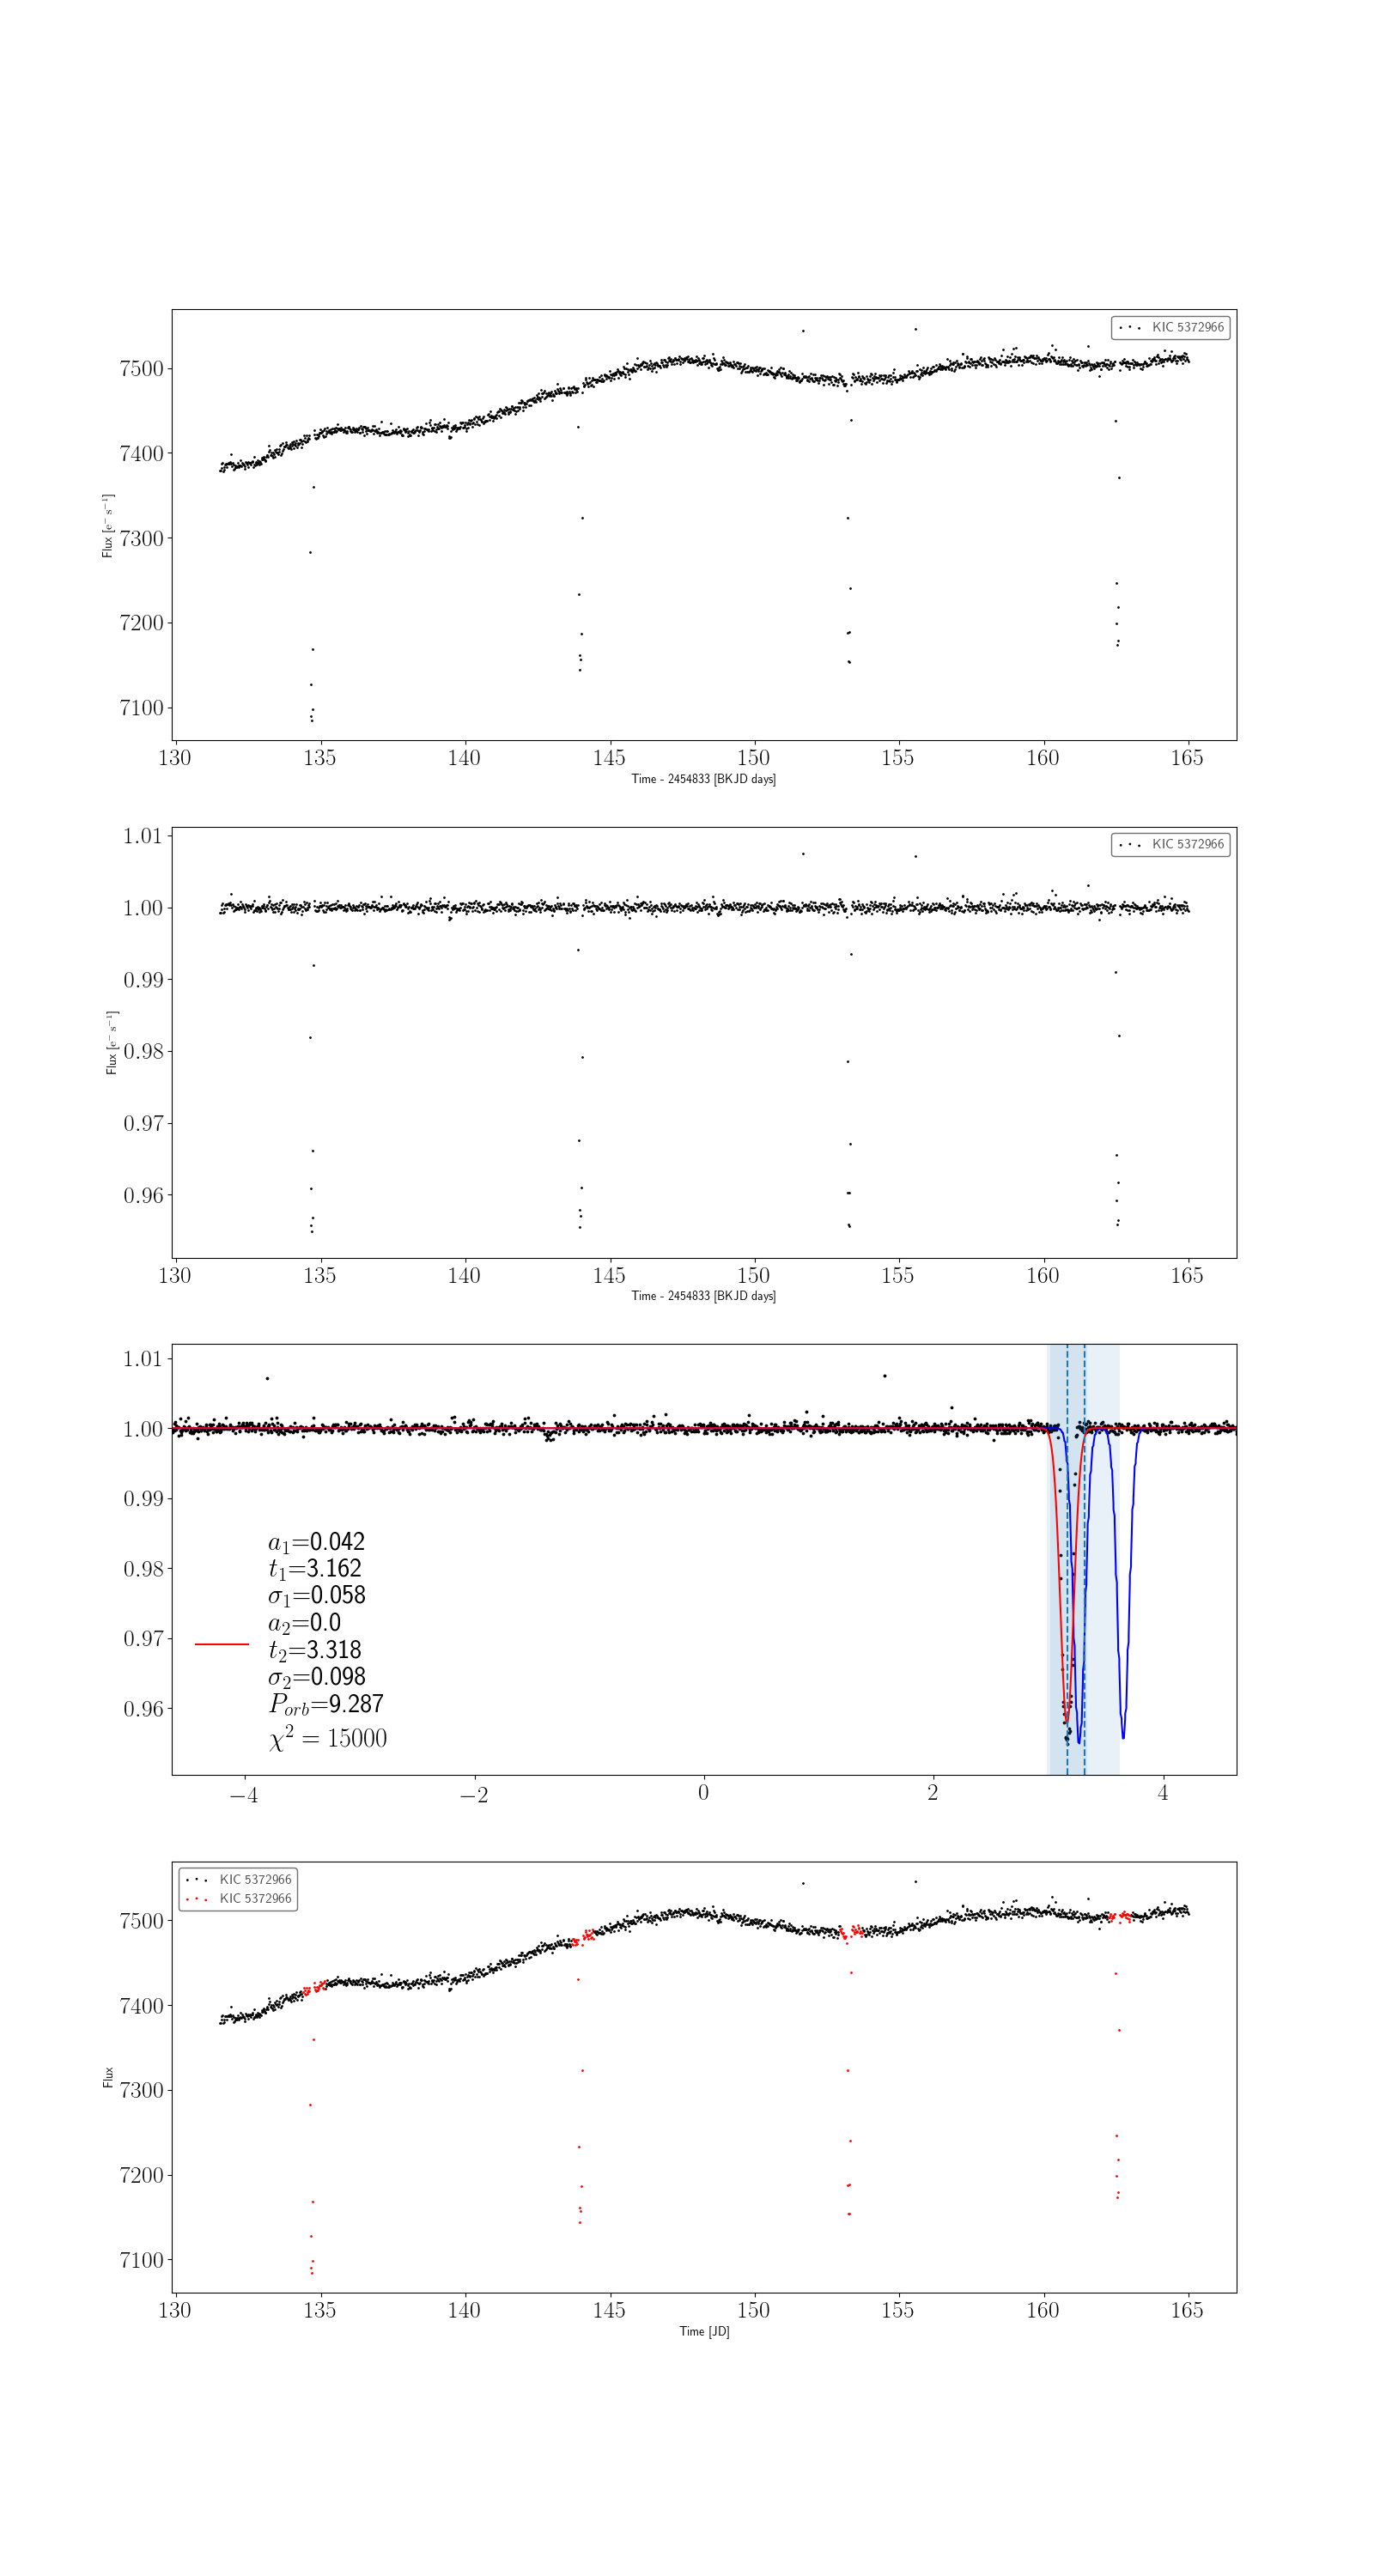 KIC 5372966
7500
7400
7300
7200
7100
Flux [e⁻ s⁻¹]
130 135 140 145 150 155 160 165
Time - 2454833 [BKJD days]
KIC 5372966
1.01
1.00
0.99
0.98
0.97
0.96
Flux [e⁻ s⁻¹]
130 135 140 145 150 155 160 165
Time - 2454833 [BKJD days]
1.01
1.00
0.99
0.98
0.97
0.96
a₁=0.042
t₁=3.162
σ₁=0.058
a₂=0.0
t₂=3.318
σ₂=0.098
P_orb=9.287
χ² = 15000
−4 −2 0 2 4
KIC 5372966
KIC 5372966
7500
7400
7300
7200
7100
Flux
130 135 140 145 150 155 160 165
Time [JD]